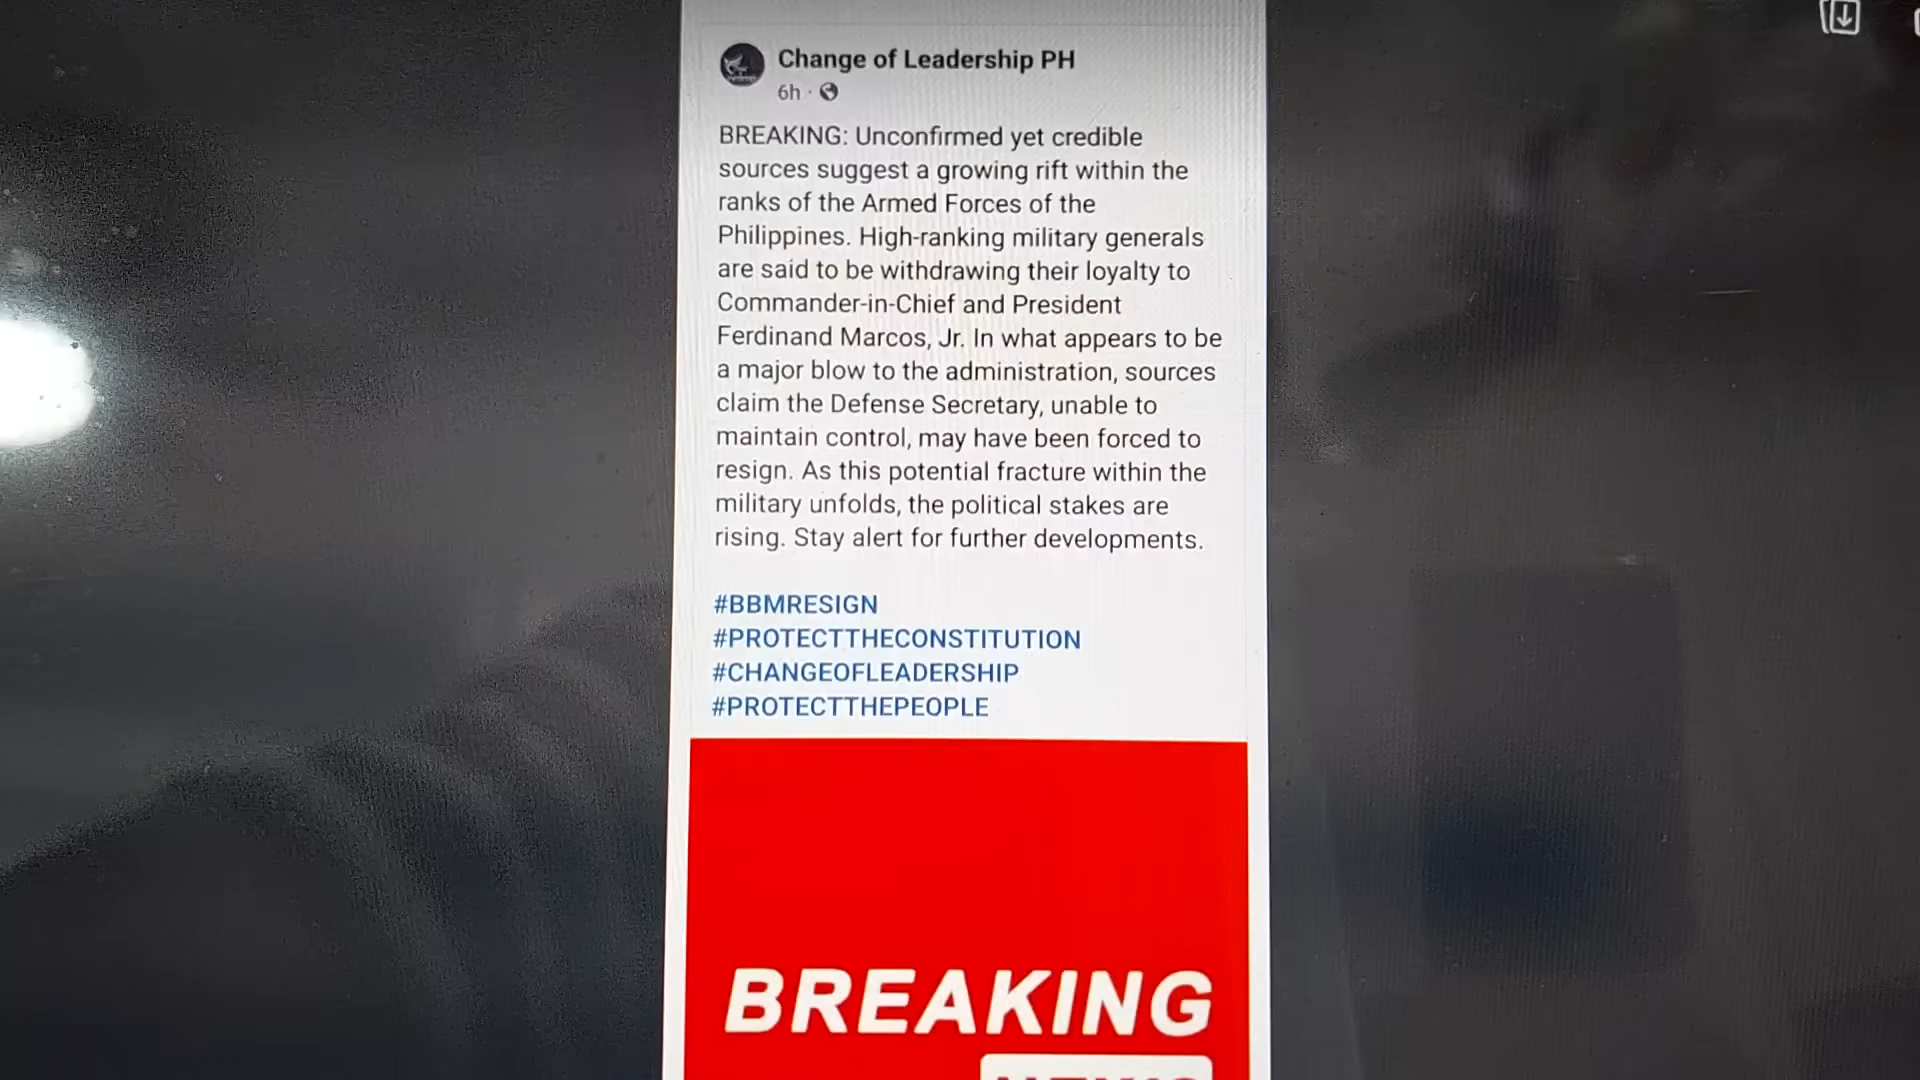 Change of Leadership PH
6h ·
BREAKING: Unconfirmed yet credible
sources suggest a growing rift within the
ranks of the Armed Forces of the
Philippines. High-ranking military generals
are said to be withdrawing their loyalty to
Commander-in-Chief and President
Ferdinand Marcos, Jr. In what appears to be
a major blow to the administration, sources
claim the Defense Secretary, unable to
maintain control, may have been forced to
resign. As this potential fracture within the
military unfolds, the political stakes are
rising. Stay alert for further developments.
#BBMRESIGN
#PROTECTTHECONSTITUTION
#CHANGEOFLEADERSHIP
#PROTECTTHEPEOPLE
BREAKING